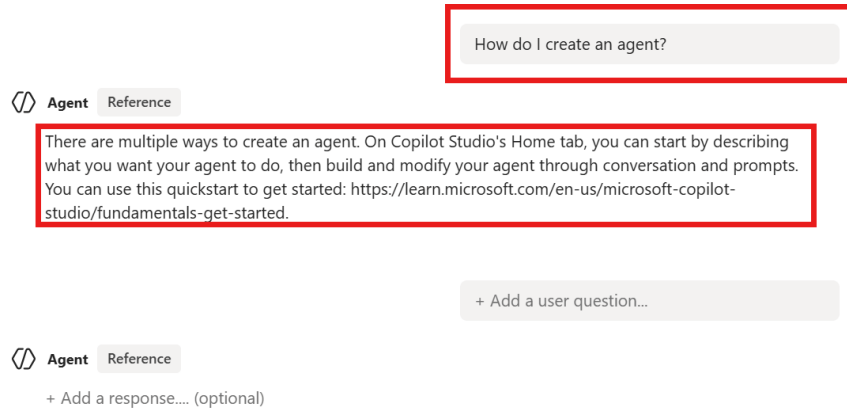 How do I create an agent?
Agent Reference
There are multiple ways to create an agent. On Copilot Studio's Home tab, you can start by describing
what you want your agent to do, then build and modify your agent through conversation and prompts.
You can use this quickstart to get started: https://learn.microsoft.com/en-us/microsoft-copilot-
studio/fundamentals-get-started.
+ Add a user question...
Agent Reference
+ Add a response.... (optional)